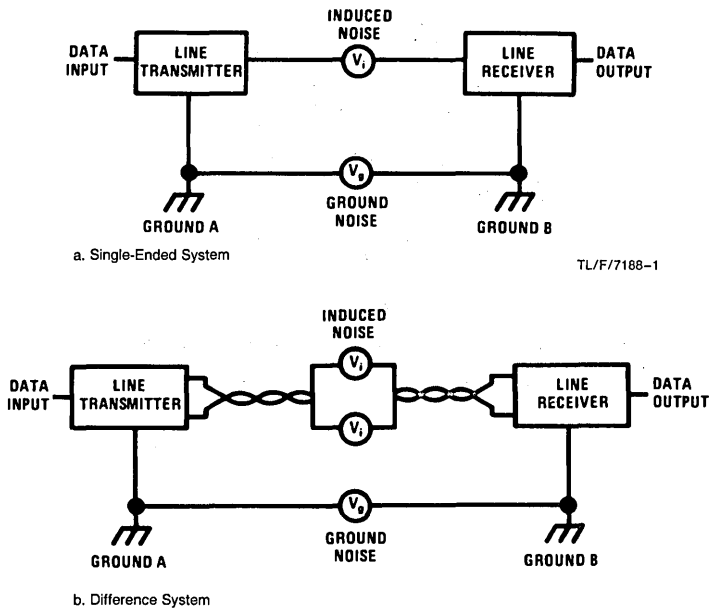 INDUCED
NOISE
DATA
INPUT
LINE
TRANSMITTER
Vi
LINE
RECEIVER
DATA
OUTPUT
Vg
GROUND
NOISE
GROUND A
GROUND B
a. Single-Ended System
TL/F/7188–1
INDUCED
NOISE
DATA
INPUT
LINE
TRANSMITTER
Vi
Vi
LINE
RECEIVER
DATA
OUTPUT
Vg
GROUND
NOISE
GROUND A
GROUND B
b. Difference System